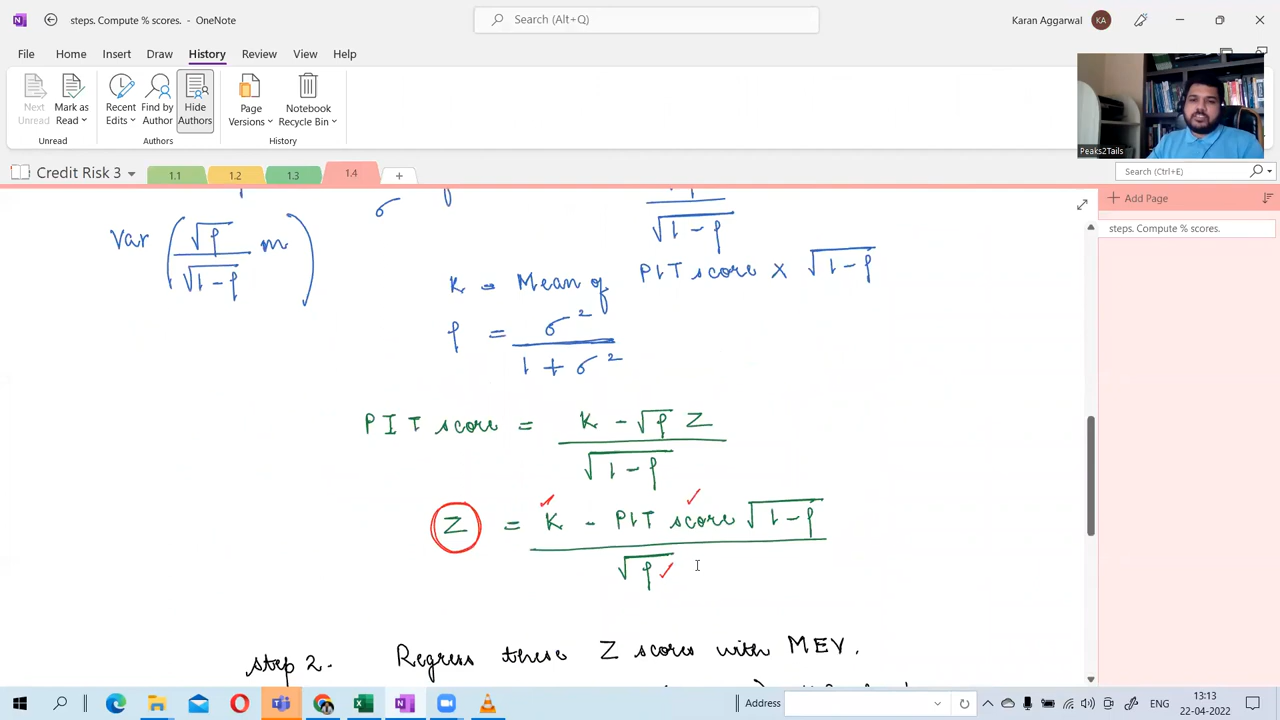 steps. Compute % scores. - OneNote
Search (Alt+Q)
Karan Aggarwal KA
File Home Insert Draw History Review View Help
Next Unread
Mark as Read
Recent Edits
Find by Author
Hide Authors
Page Versions
Notebook Recycle Bin
Unread Authors History
Peaks2Tails
Credit Risk 3 1.1 1.2 1.3 1.4 +
Search (Ctrl+E)
+ Add Page
steps. Compute % scores.
σ
√1-ρ
Var (√ρ/√1-ρ m)
K = Mean of PIT score × √1-ρ
ρ = σ²/1+σ²
PIT score = K - √ρ Z/√1-ρ
Z = K - PIT score √1-ρ/√ρ
step 2. Regress these Z scores with MEV.
Address
ENG
13:13
22-04-2022